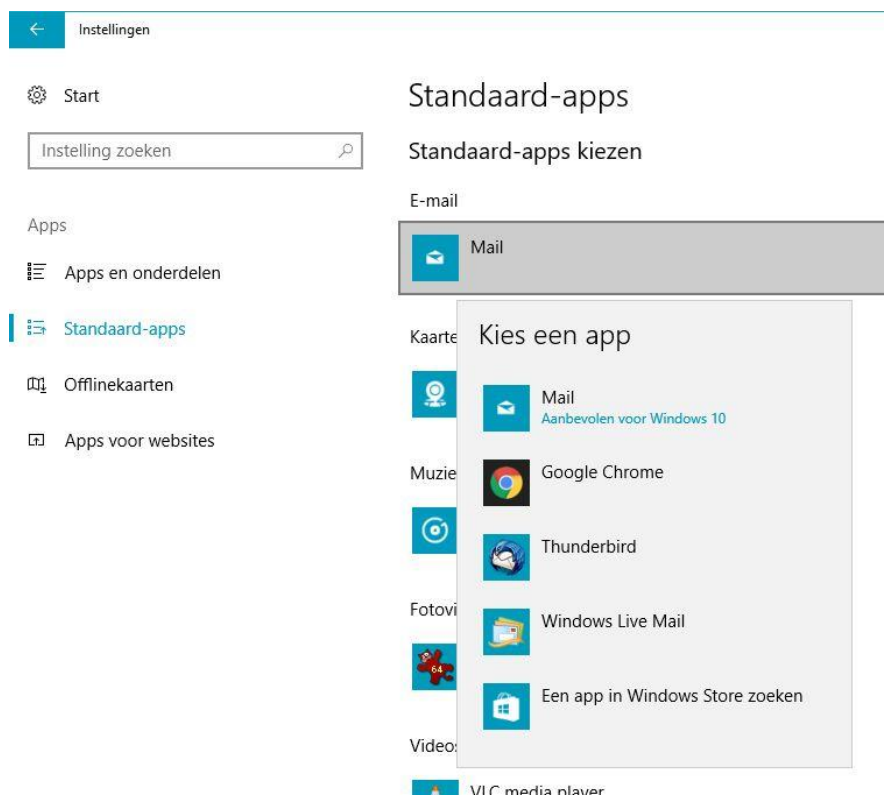 Instellingen
Start
Instelling zoeken
Apps
Apps en onderdelen
Standaard-apps
Offlinekaarten
Apps voor websites
Standaard-apps
Standaard-apps kiezen
E-mail
Mail
Kaarte
Kies een app
Mail
Aanbevolen voor Windows 10
Muzie
Google Chrome
Thunderbird
Fotovi
Windows Live Mail
64
Een app in Windows Store zoeken
Video
VLC media player